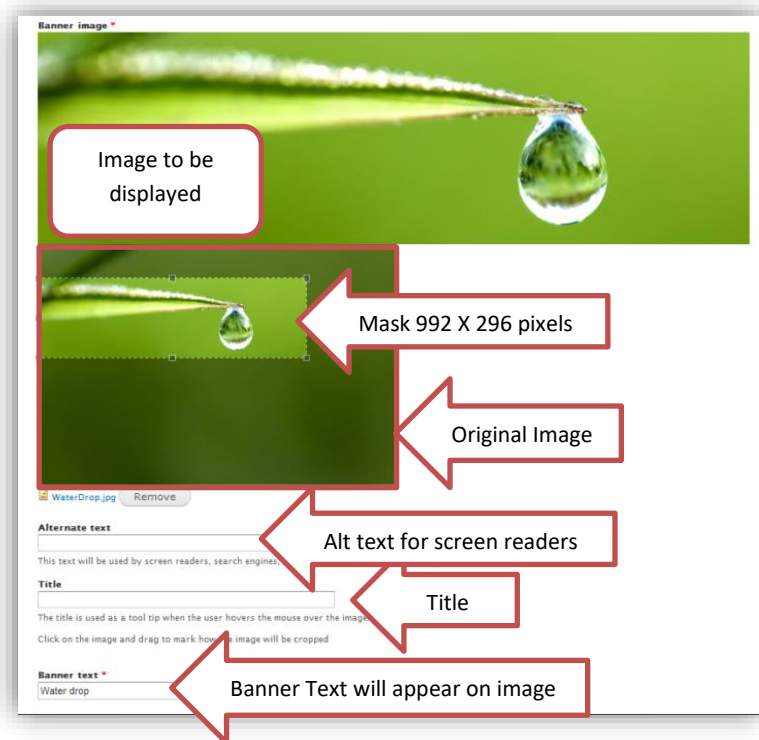 Banner image *
Image to be
displayed
Mask 992 X 296 pixels
Original Image
WaterDrop.jpg Remove
Alternate text
Alt text for screen readers
This text will be used by screen readers, search engines,
Title
Title
The title is used as a tool tip when the user hovers the mouse over the image
Click on the image and drag to mark how image will be cropped
Banner text *
Water drop
Banner Text will appear on image